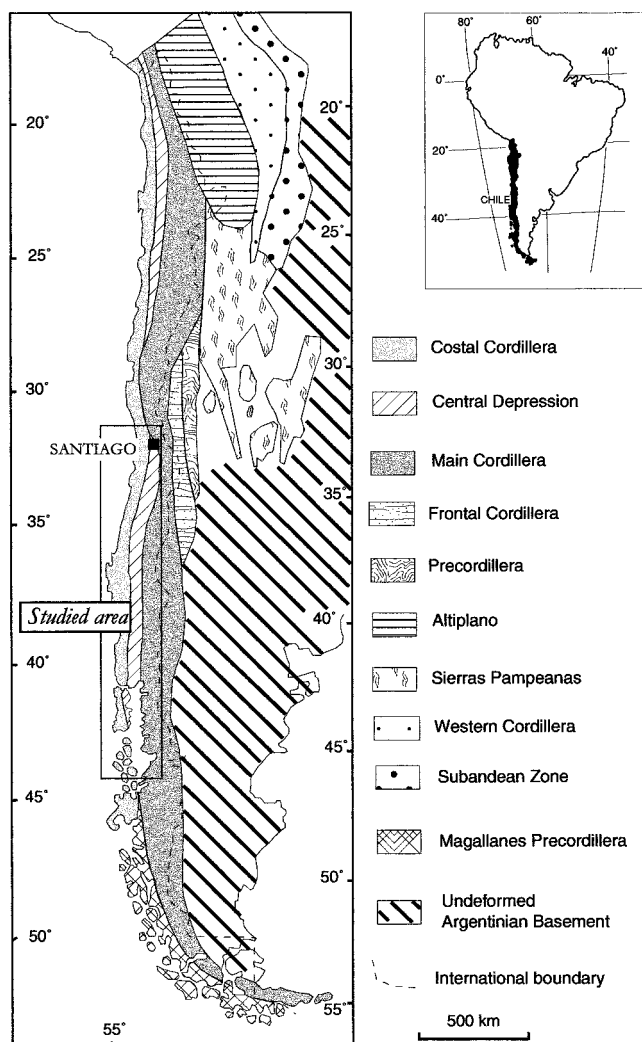 80°
60°
40°
0°
20°
40°
CHILE
20°
25°
30°
35°
40°
45°
50°
55°
20°
25°
30°
35°
40°
45°
50°
55°
SANTIAGO
Studied area
Costal Cordillera
Central Depression
Main Cordillera
Frontal Cordillera
Precordillera
Altiplano
Sierras Pampeanas
Western Cordillera
Subandean Zone
Magallanes Precordillera
Undeformed
Argentinian Basement
International boundary
500 km